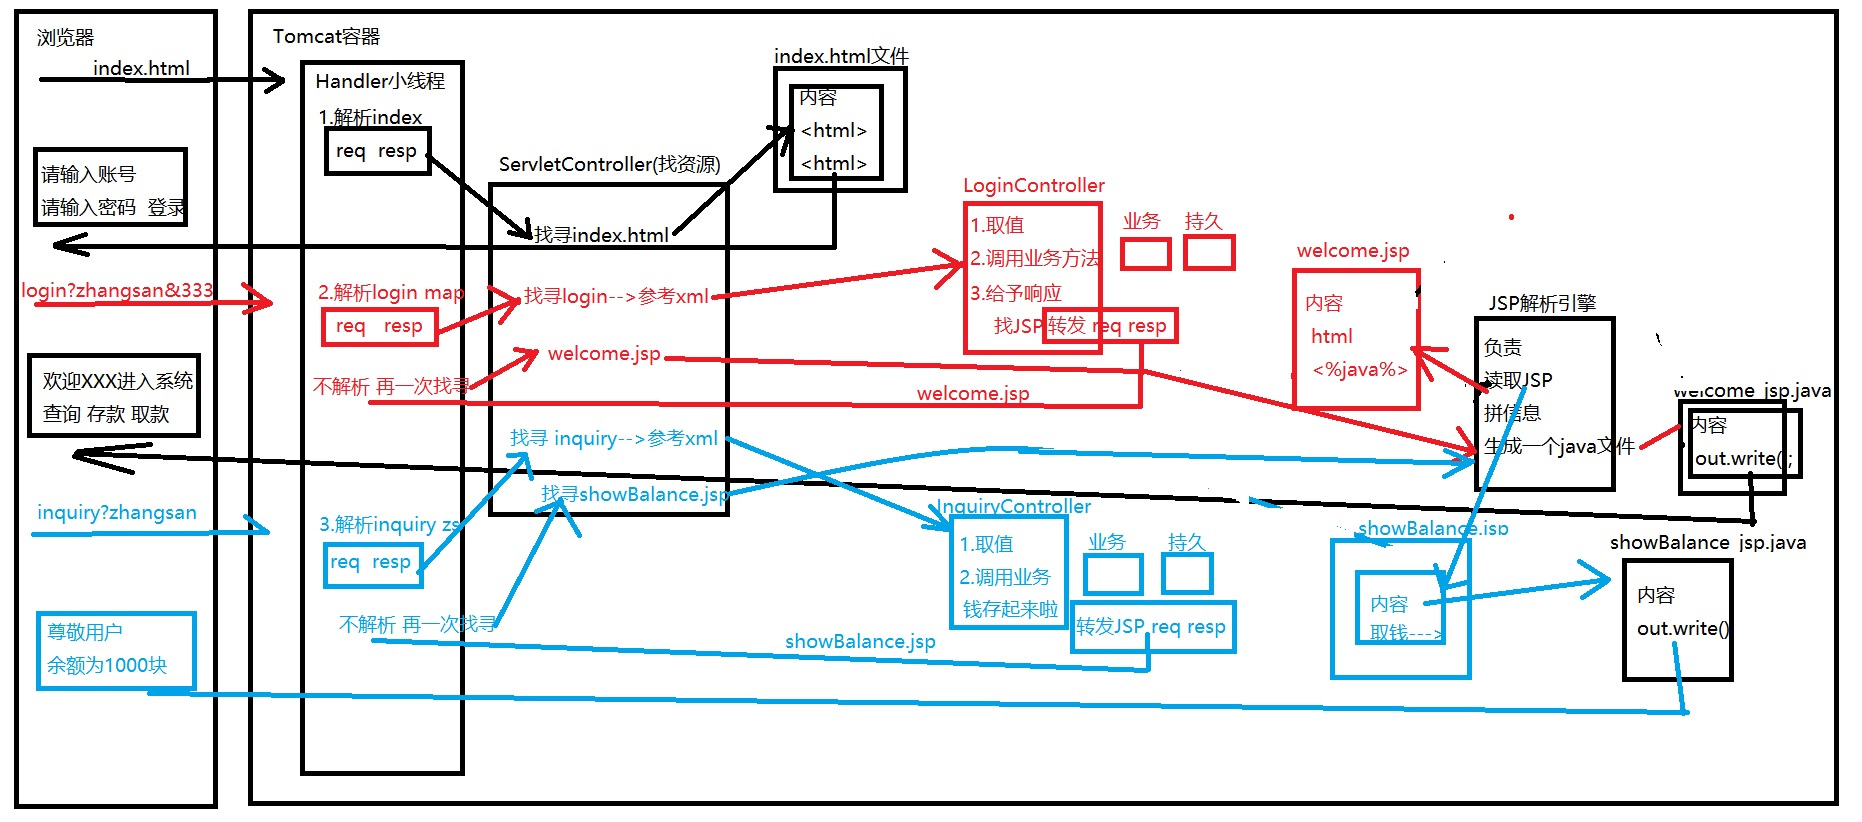 浏览器
index.html
请输入账号
请输入密码 登录
login?zhangsan&333
欢迎XXX进入系统
查询 存款 取款
inquiry?zhangsan
尊敬用户
余额为1000块
Tomcat容器
Handler小线程
1.解析index
req resp
2.解析login map
req resp
不解析 再一次找寻
3.解析inquiry zs
req resp
不解析 再一次找寻
ServletController(找资源)
找寻index.html
找寻login-->参考xml
welcome.jsp
找寻 inquiry-->参考xml
找寻showBalance.jsp
index.html文件
内容
<html>
<html>
LoginController
1.取值
2.调用业务方法
3.给予响应
找JSP 转发 req resp
业务 持久
welcome.jsp
InquiryController
1.取值
2.调用业务
钱存起来啦
业务 持久
转发JSP req resp
showBalance.jsp
welcome.jsp
内容
html
<%java%>
JSP解析引擎
负责
读取JSP
拼信息
生成一个java文件
welcome_jsp.java
内容
out.write( ;
showBalance.jsp
内容
取钱--->
showBalance jsp.java
内容
out.write()